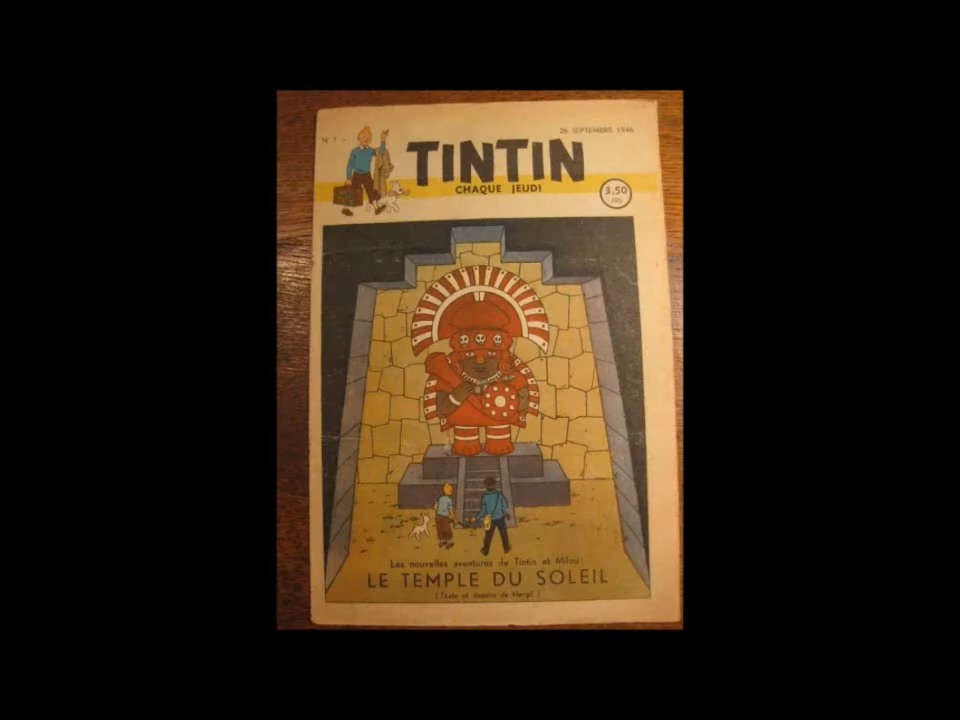 N° 1 -
26 SEPTEMBRE 1946
TINTIN
CHAQUE JEUDI
3.50
FRS
Les nouvelles aventures de Tintin et Milou:
LE TEMPLE DU SOLEIL
(Texte et dessins de Hergé)